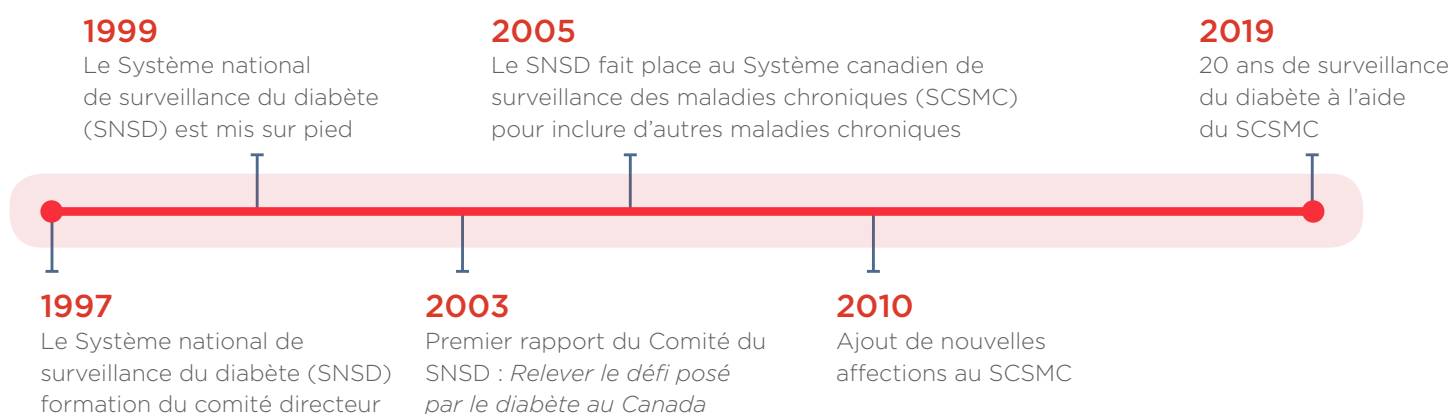 1999
Le Système national
de surveillance du diabète
(SNSD) est mis sur pied
2005
Le SNSD fait place au Système canadien de
surveillance des maladies chroniques (SCSMC)
pour inclure d’autres maladies chroniques
2019
20 ans de surveillance
du diabète à l’aide
du SCSMC
1997
Le Système national de
surveillance du diabète (SNSD)
formation du comité directeur
2003
Premier rapport du Comité du
SNSD : Relever le défi posé
par le diabète au Canada
2010
Ajout de nouvelles
affections au SCSMC